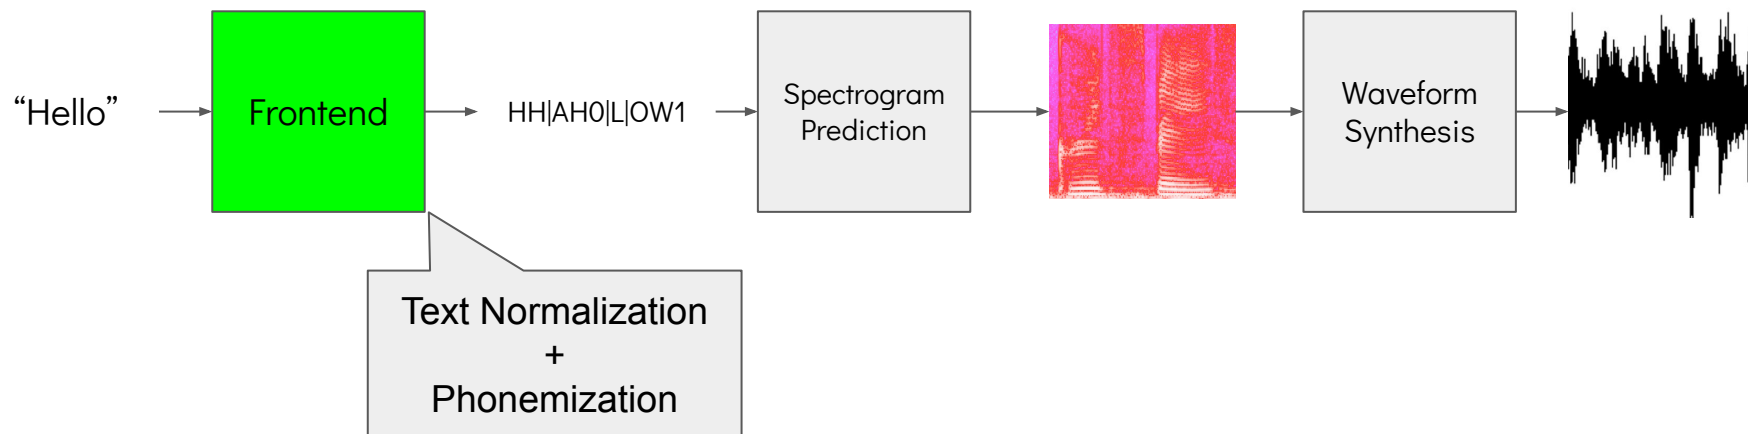 “Hello”
Frontend
HH|AH0|L|OW1
Spectrogram
Prediction
Waveform
Synthesis
Text Normalization
+
Phonemization